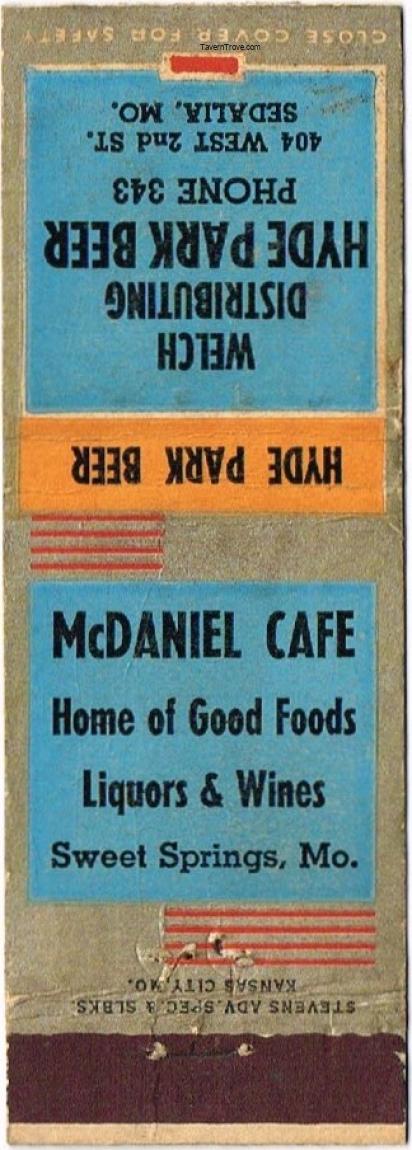 CLOSE COVER FOR SAFETY
TavernTrove.com
WELCH
DISTRIBUTING
HYDE PARK BEER
PHONE 343
404 WEST 2nd ST.
SEDALIA, MO.
HYDE PARK BEER
McDANIEL CAFE
Home of Good Foods
Liquors & Wines
Sweet Springs, Mo.
STEVENS ADV. SPEC. & SLBKS.
KANSAS CITY, MO.